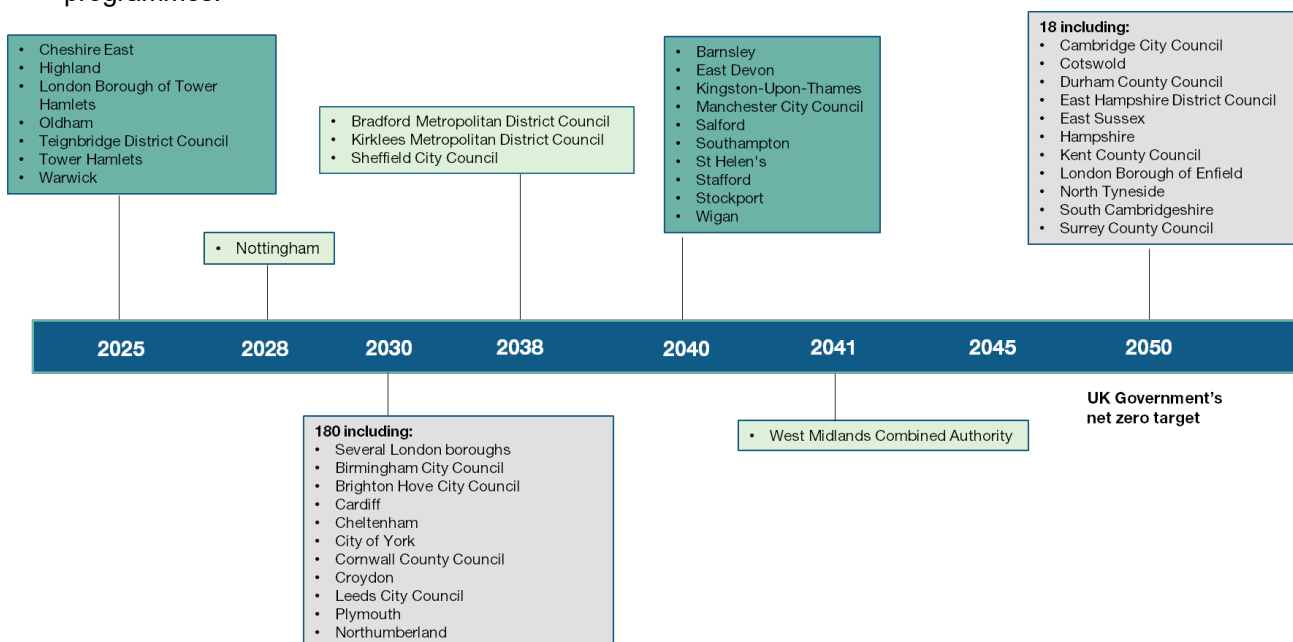 programmes.
• Cheshire East
• Highland
• London Borough of Tower
Hamlets
• Oldham
• Teignbridge District Council
• Tower Hamlets
• Warwick
• Nottingham
• Bradford Metropolitan District Council
• Kirklees Metropolitan District Council
• Sheffield City Council
• Barnsley
• East Devon
• Kingston-Upon-Thames
• Manchester City Council
• Salford
• Southampton
• St Helen's
• Stafford
• Stockport
• Wigan
18 including:
• Cambridge City Council
• Cotswold
• Durham County Council
• East Hampshire District Council
• East Sussex
• Hampshire
• Kent County Council
• London Borough of Enfield
• North Tyneside
• South Cambridgeshire
• Surrey County Council
2025 2028 2030 2038 2040 2041 2045 2050
UK Government's
net zero target
180 including:
• Several London boroughs
• Birmingham City Council
• Brighton Hove City Council
• Cardiff
• Cheltenham
• City of York
• Cornwall County Council
• Croydon
• Leeds City Council
• Plymouth
• Northumberland
• West Midlands Combined Authority